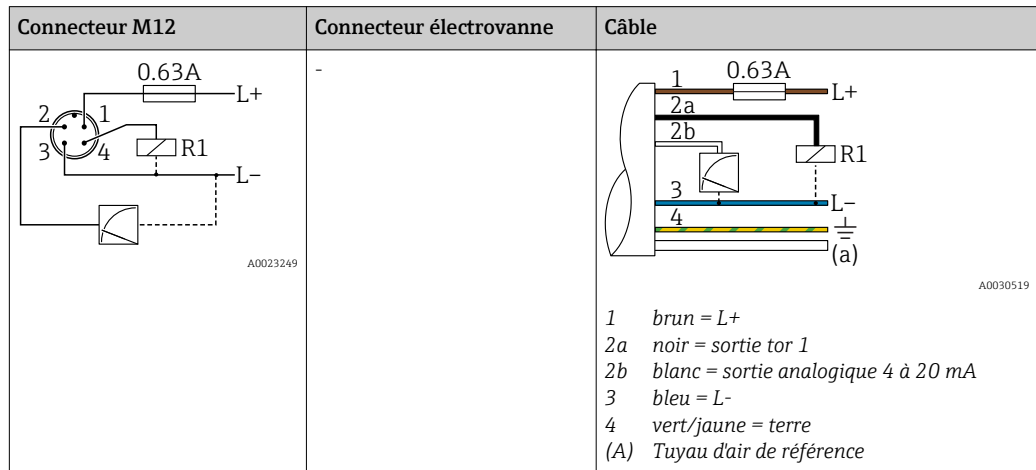 Connecteur M12
Connecteur électrovanne
Câble
0.63A
L+
2
1
3
4
R1
L–
A0023249
-
1
0.63A
L+
2a
2b
R1
3
L–
4
(a)
A0030519
1 brun = L+
2a noir = sortie tor 1
2b blanc = sortie analogique 4 à 20 mA
3 bleu = L-
4 vert/jaune = terre
(A) Tuyau d'air de référence